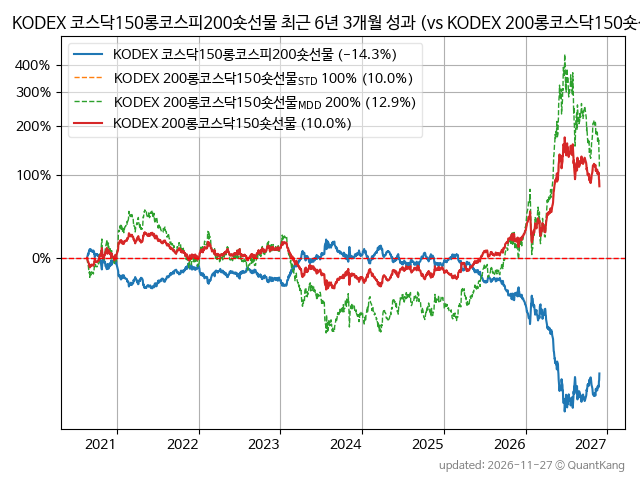 KODEX 코스닥150롱코스피200숏선물 최근 6년 3개월 성과 (vs KODEX 200롱코스닥150숏
KODEX 코스닥150롱코스피200숏선물 (−14.3%)
KODEX 200롱코스닥150숏선물STD 100% (10.0%)
KODEX 200롱코스닥150숏선물MDD 200% (12.9%)
KODEX 200롱코스닥150숏선물 (10.0%)
400%
300%
200%
100%
0%
2021 2022 2023 2024 2025 2026 2027
updated: 2026-11-27 © QuantKang